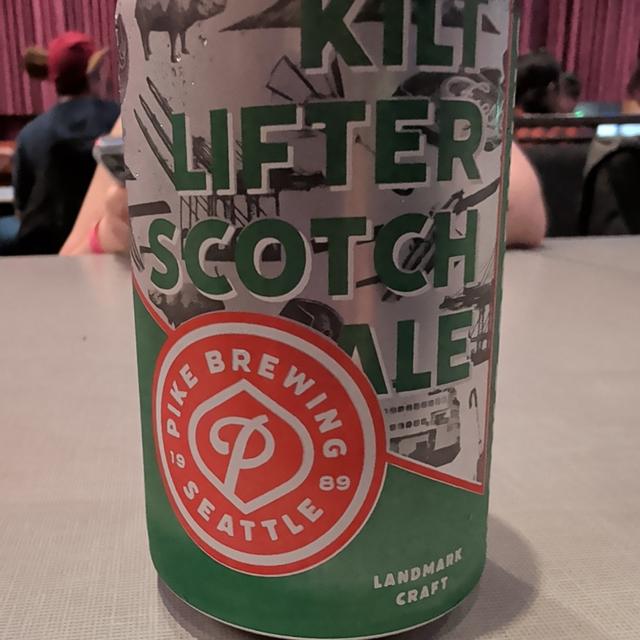 KILT
LIFTER
SCOTCH
ALE
PIKE BREWING
19 89
SEATTLE
P
LANDMARK
CRAFT